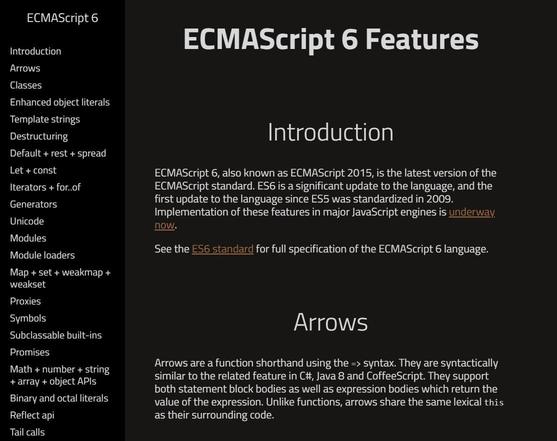 ECMAScript 6
Introduction
Arrows
Classes
Enhanced object literals
Template strings
Destructuring
Default + rest + spread
Let + const
Iterators + for..of
Generators
Unicode
Modules
Module loaders
Map + set + weakmap +
weakset
Proxies
Symbols
Subclassable built-ins
Promises
Math + number + string
+ array + object APIs
Binary and octal literals
Reflect api
Tail calls
ECMAScript 6 Features
Introduction
ECMAScript 6, also known as ECMAScript 2015, is the latest version of the
ECMAScript standard. ES6 is a significant update to the language, and the
first update to the language since ES5 was standardized in 2009.
Implementation of these features in major JavaScript engines is underway
now.
See the ES6 standard for full specification of the ECMAScript 6 language.
Arrows
Arrows are a function shorthand using the => syntax. They are syntactically
similar to the related feature in C#, Java 8 and CoffeeScript. They support
both statement block bodies as well as expression bodies which return the
value of the expression. Unlike functions, arrows share the same lexical this
as their surrounding code.